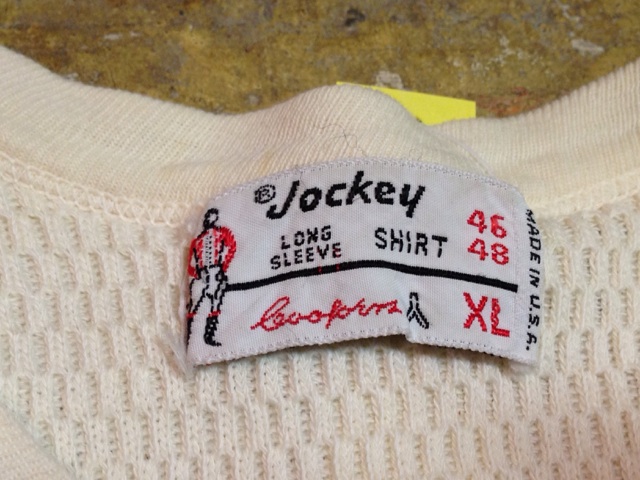 ® Jockey
LONG SLEEVE SHIRT
46
48
Coopers
XL
MADE IN U.S.A.